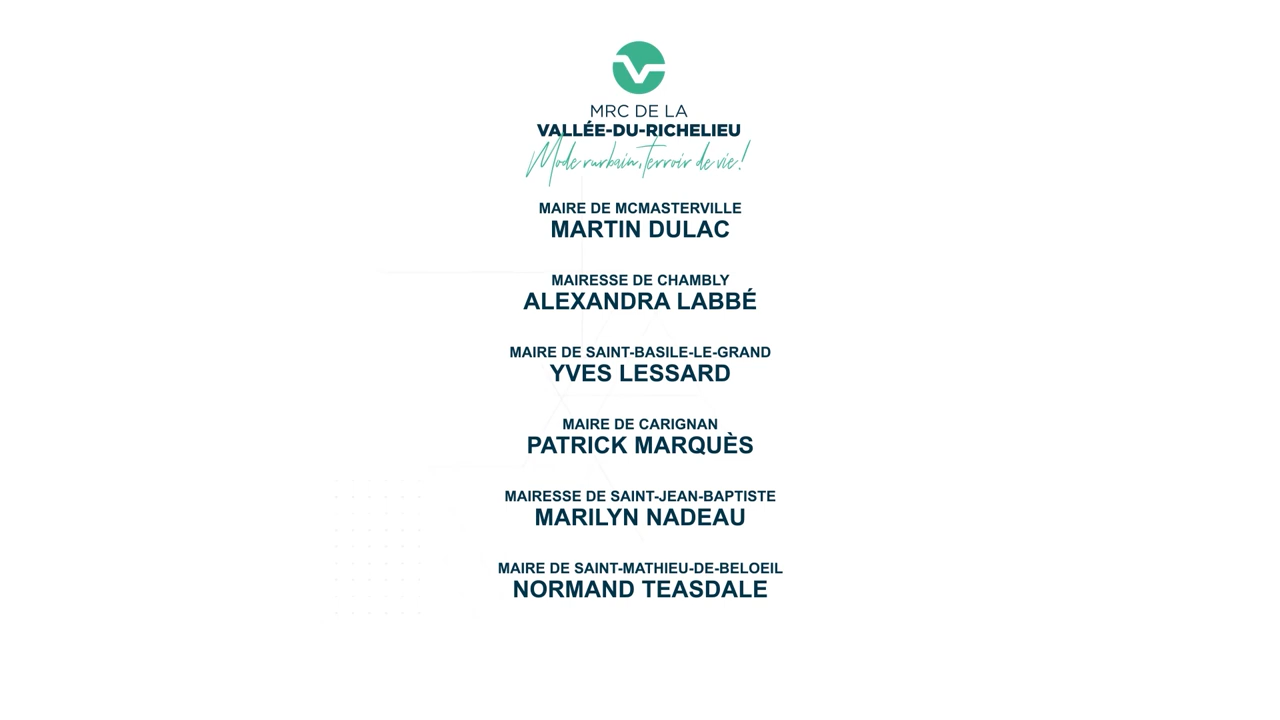 MRC DE LA
VALLÉE-DU-RICHELIEU
Mode rurbain, terroir de vie!
MAIRE DE MCMASTERVILLE
MARTIN DULAC
MAIRESSE DE CHAMBLY
ALEXANDRA LABBÉ
MAIRE DE SAINT-BASILE-LE-GRAND
YVES LESSARD
MAIRE DE CARIGNAN
PATRICK MARQUÈS
MAIRESSE DE SAINT-JEAN-BAPTISTE
MARILYN NADEAU
MAIRE DE SAINT-MATHIEU-DE-BELOEIL
NORMAND TEASDALE